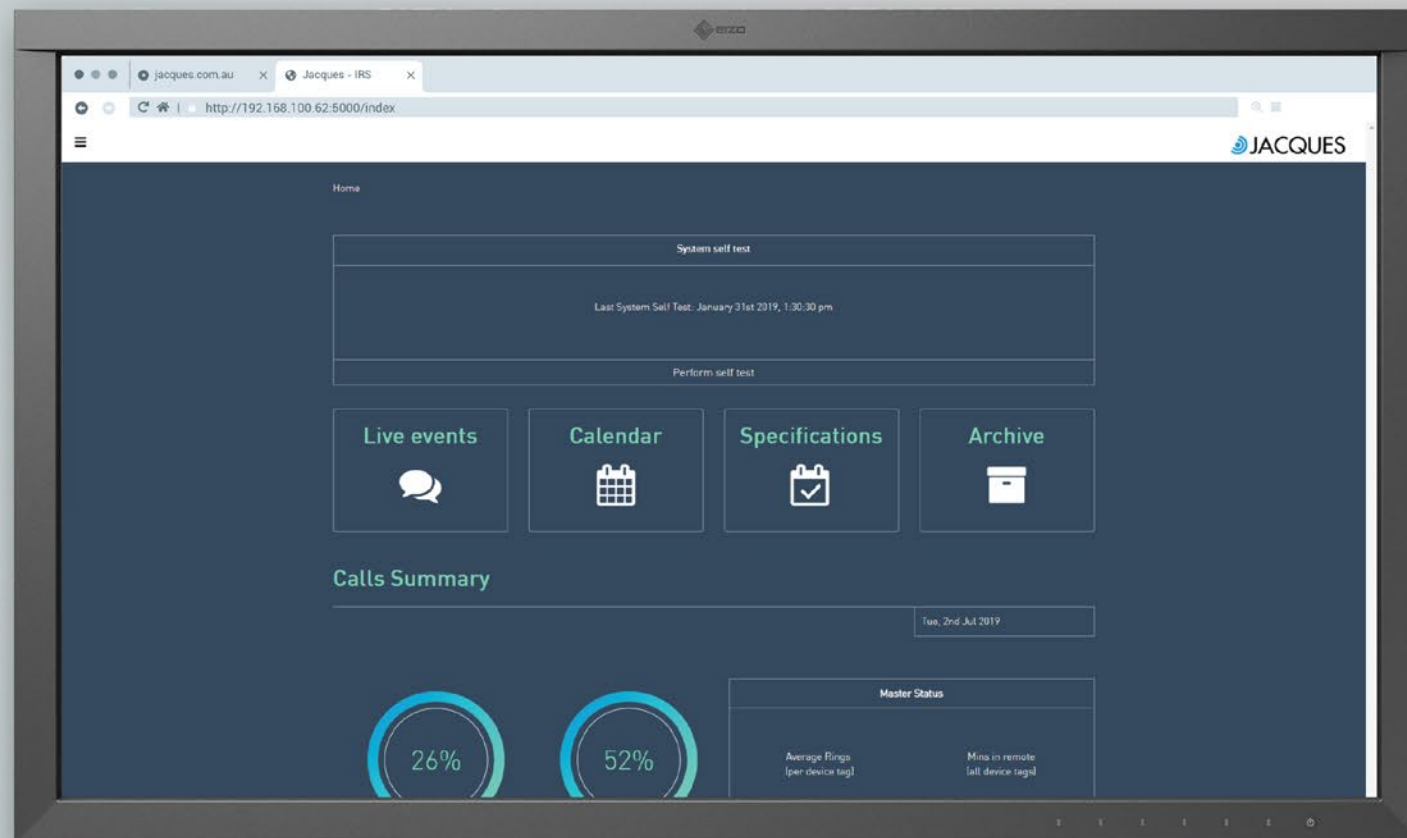 EIZO
jacques.com.au
Jacques - IRS
http://192.168.100.62:5000/index
JACQUES
Home
System self test
Last System Self Test: January 31st 2019, 1:30:30 pm
Perform self test
Live events
Calendar
Specifications
Archive
Calls Summary
Tue, 2nd Jul 2019
Master Status
26%
52%
Average Rings
Mins in remote
[per device tag]
[all device tags]